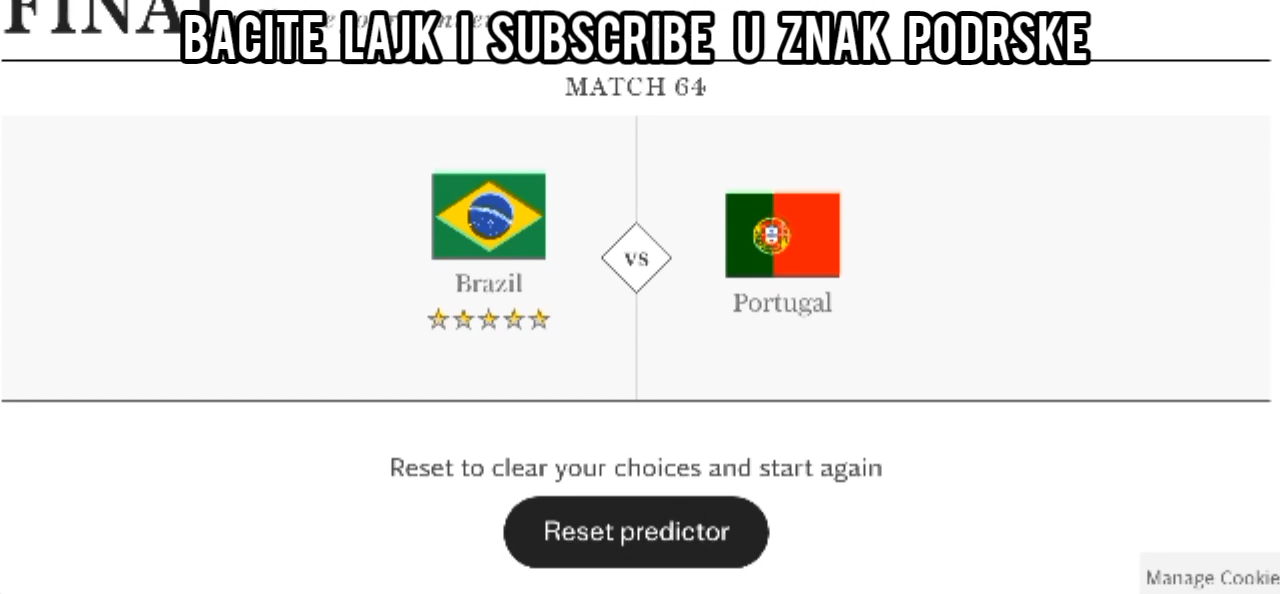 FINAL
BACITE LAJK I SUBSCRIBE U ZNAK PODRSKE
MATCH 64
Brazil
vs
Portugal
Reset to clear your choices and start again
Reset predictor
Manage Cookie